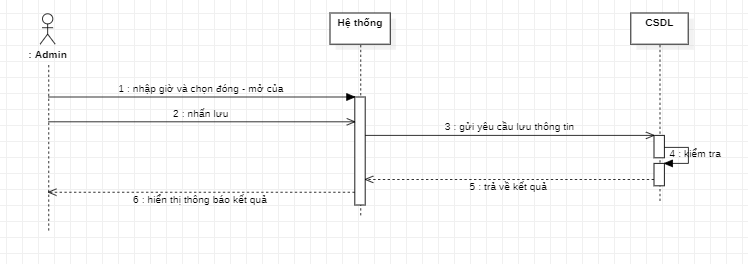 Hệ thống
CSDL
: Admin
1 : nhập giờ và chọn đóng - mở của
2 : nhấn lưu
3 : gửi yêu cầu lưu thông tin
4 : kiểm tra
5 : trả về kết quả
6 : hiển thị thông báo kết quả